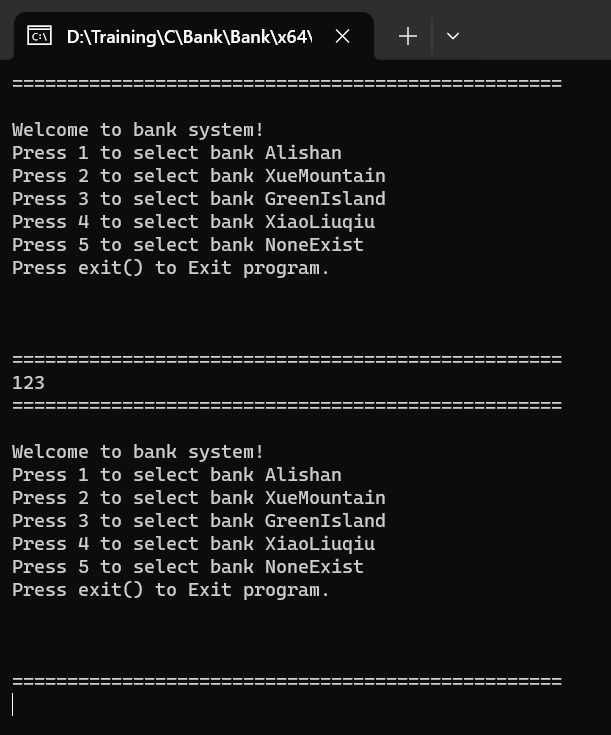 D:\Training\C\Bank\Bank\x64\
==================================================
Welcome to bank system!
Press 1 to select bank Alishan
Press 2 to select bank XueMountain
Press 3 to select bank GreenIsland
Press 4 to select bank XiaoLiuqiu
Press 5 to select bank NoneExist
Press exit() to Exit program.
==================================================
123
==================================================
Welcome to bank system!
Press 1 to select bank Alishan
Press 2 to select bank XueMountain
Press 3 to select bank GreenIsland
Press 4 to select bank XiaoLiuqiu
Press 5 to select bank NoneExist
Press exit() to Exit program.
==================================================